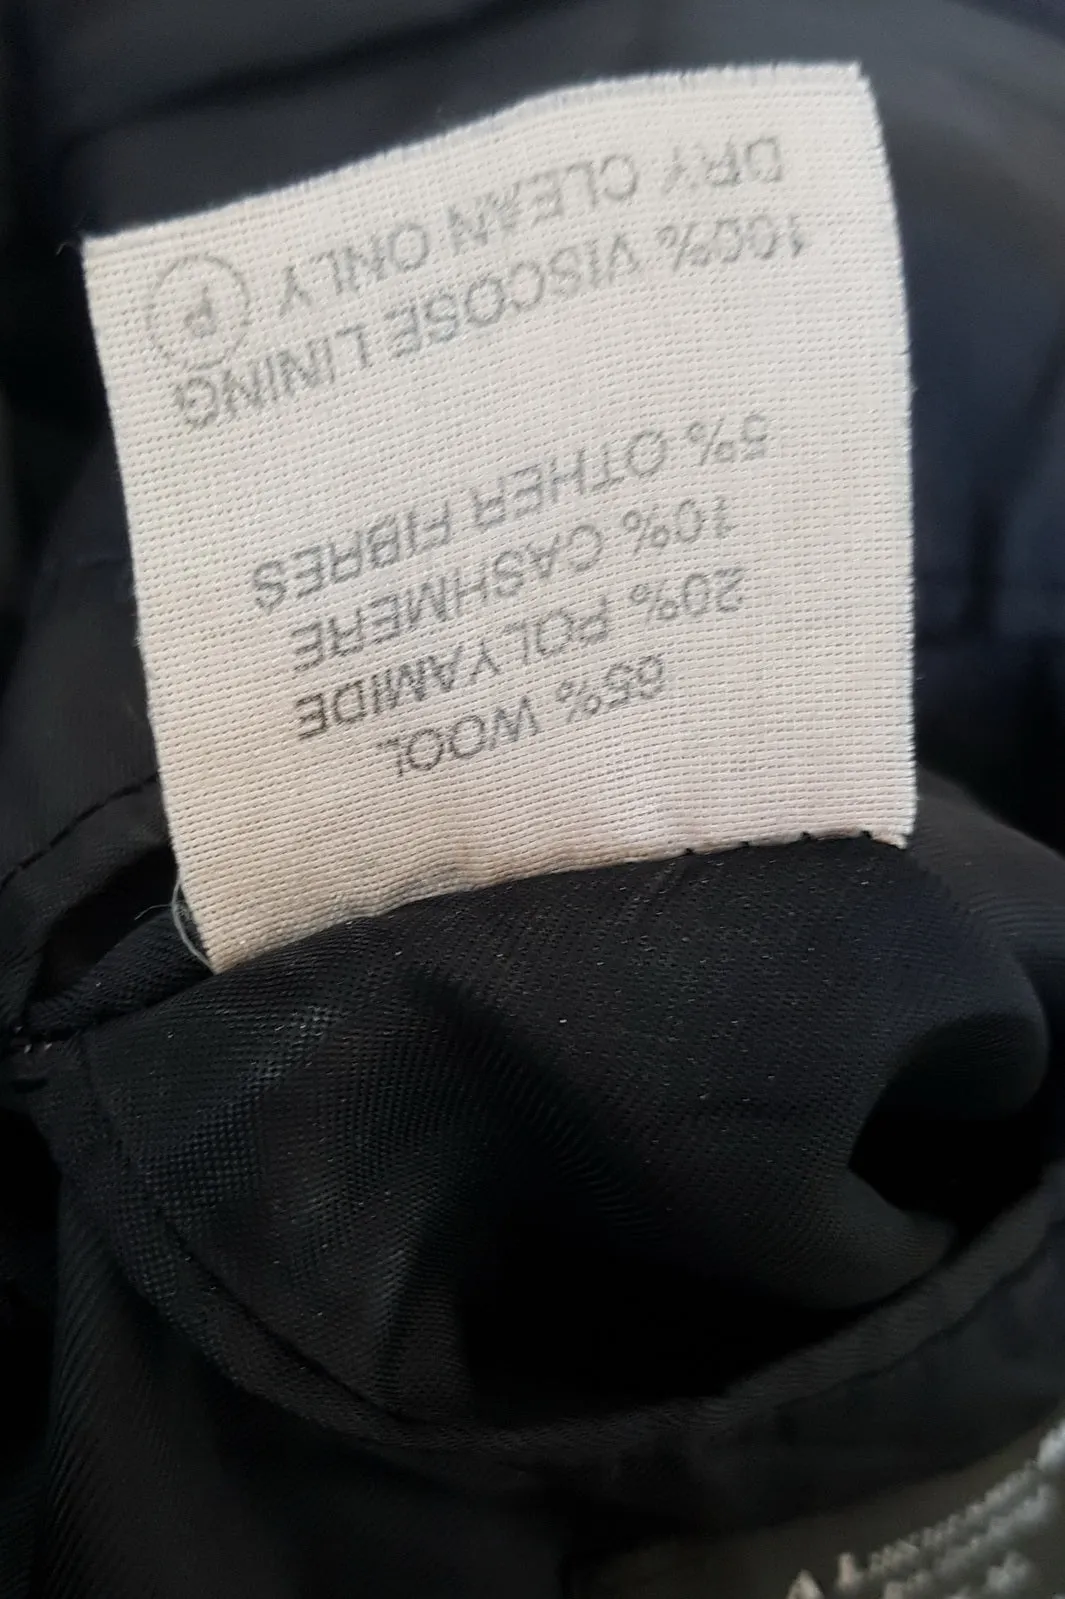 65% WOOL
20% POLYAMIDE
10% CASHMERE
5% OTHER FIBRES
100% VISCOSE LINING
DRY CLEAN ONLY P